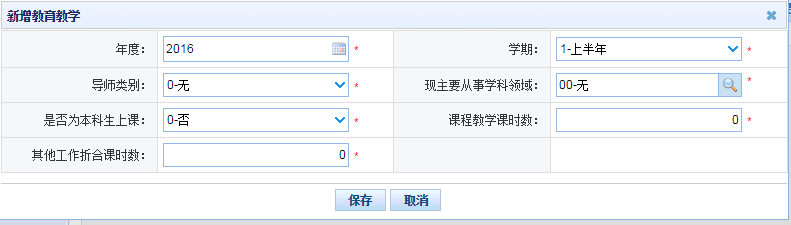 新增教育教学
年度： 2016 * 学期： 1-上半年 *
导师类别： 0-无 * 现主要从事学科领域： 00-无 *
是否为本科生上课： 0-否 * 课程教学课时数： 0 *
其他工作折合课时数： 0 *
保存 取消